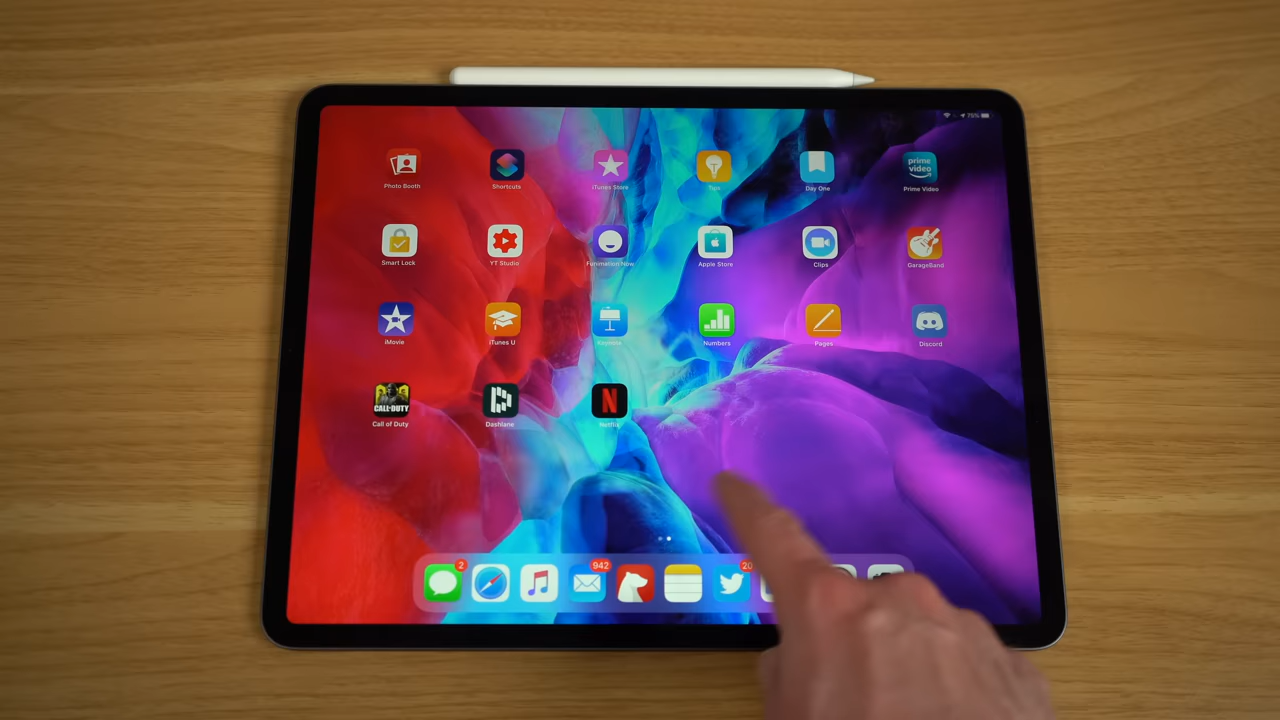 75%
Photo Booth
Shortcuts
iTunes Store
Tips
Day One
prime
video
Prime Video
Smart Lock
YT Studio
Funimation Now
Apple Store
Clips
GarageBand
iMovie
iTunes U
Keynote
Numbers
Pages
Discord
CALL OF DUTY
Call of Duty
Dashlane
N
Netflix
2
942
20